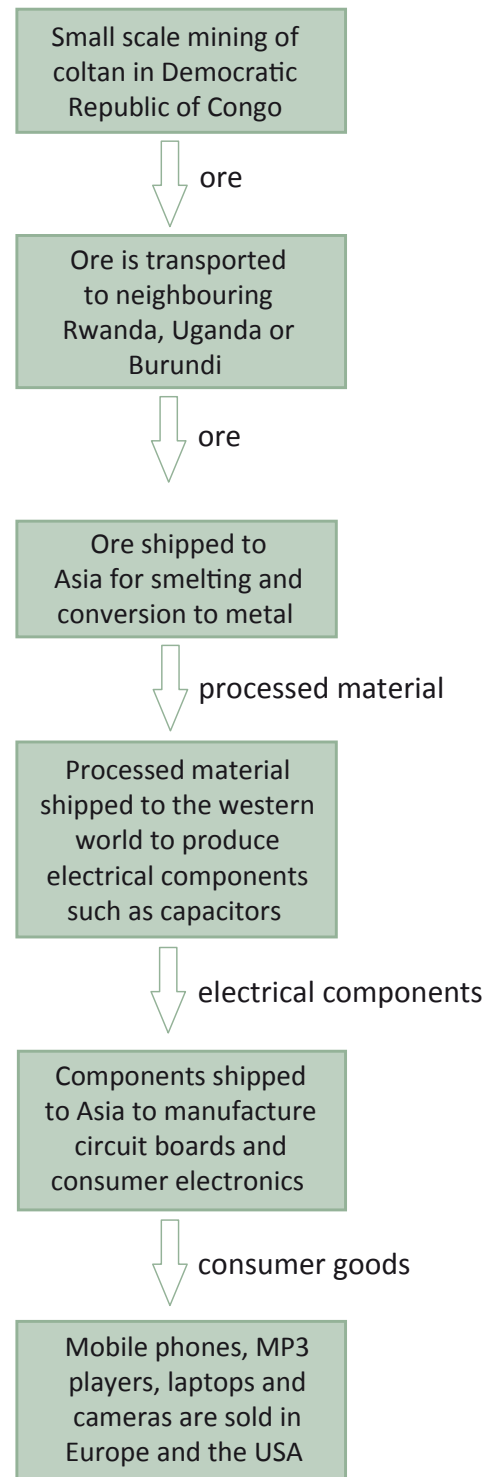 Small scale mining of
coltan in Democratic
Republic of Congo
ore
Ore is transported
to neighbouring
Rwanda, Uganda or
Burundi
ore
Ore shipped to
Asia for smelting and
conversion to metal
processed material
Processed material
shipped to the western
world to produce
electrical components
such as capacitors
electrical components
Components shipped
to Asia to manufacture
circuit boards and
consumer electronics
consumer goods
Mobile phones, MP3
players, laptops and
cameras are sold in
Europe and the USA